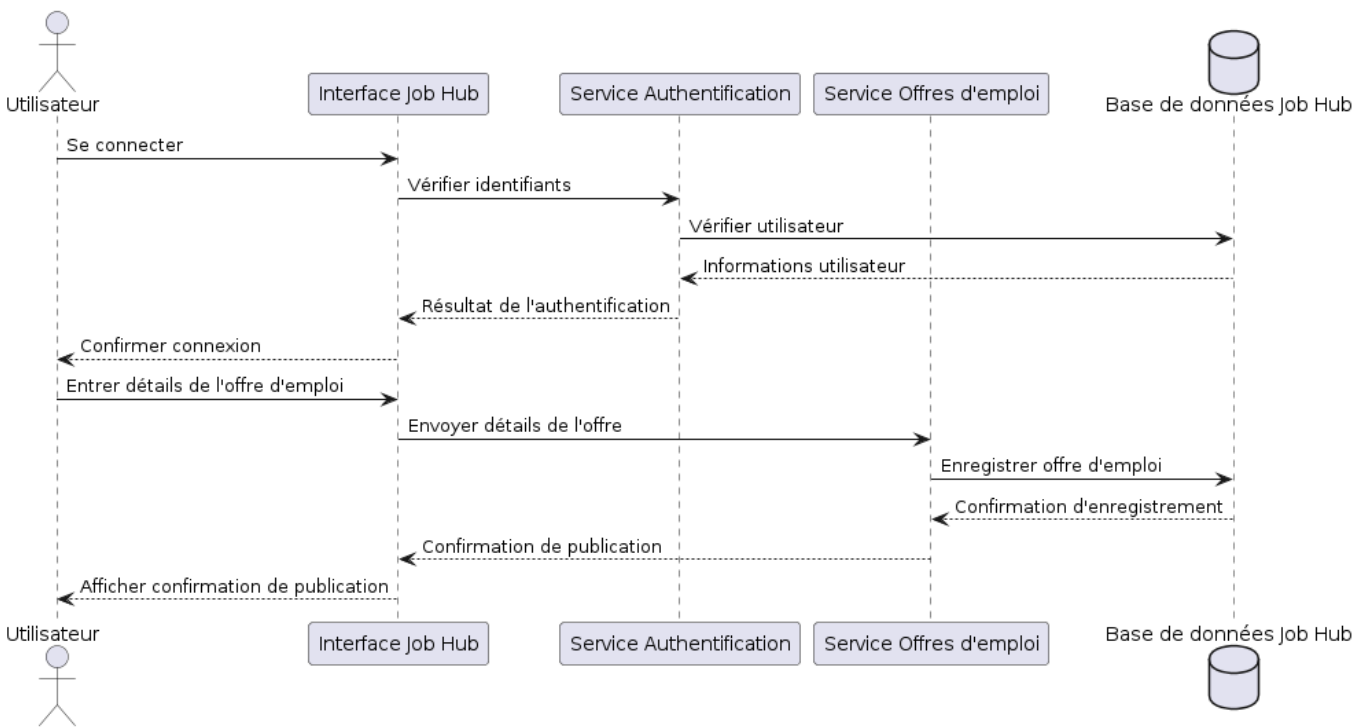 Utilisateur
Interface Job Hub
Service Authentification
Service Offres d'emploi
Base de données Job Hub
Se connecter
Vérifier identifiants
Vérifier utilisateur
Informations utilisateur
Résultat de l'authentification
Confirmer connexion
Entrer détails de l'offre d'emploi
Envoyer détails de l'offre
Enregistrer offre d'emploi
Confirmation d'enregistrement
Confirmation de publication
Afficher confirmation de publication
Utilisateur
Interface Job Hub
Service Authentification
Service Offres d'emploi
Base de données Job Hub